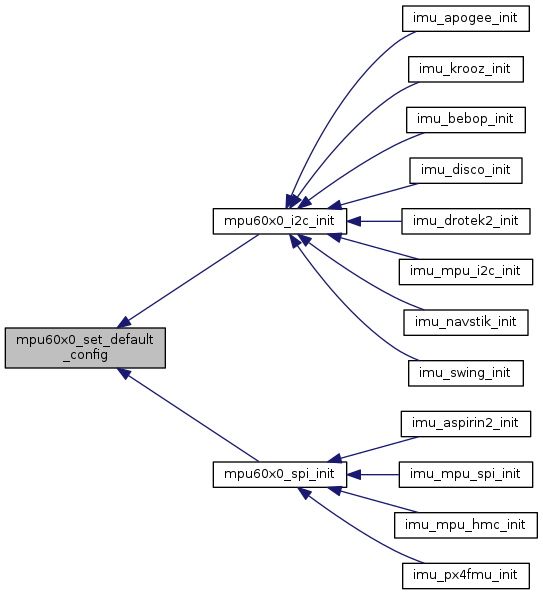 imu_apogee_init
imu_krooz_init
imu_bebop_init
imu_disco_init
mpu60x0_i2c_init
imu_drotek2_init
imu_mpu_i2c_init
imu_navstik_init
mpu60x0_set_default
_config
imu_swing_init
imu_aspirin2_init
mpu60x0_spi_init
imu_mpu_spi_init
imu_mpu_hmc_init
imu_px4fmu_init